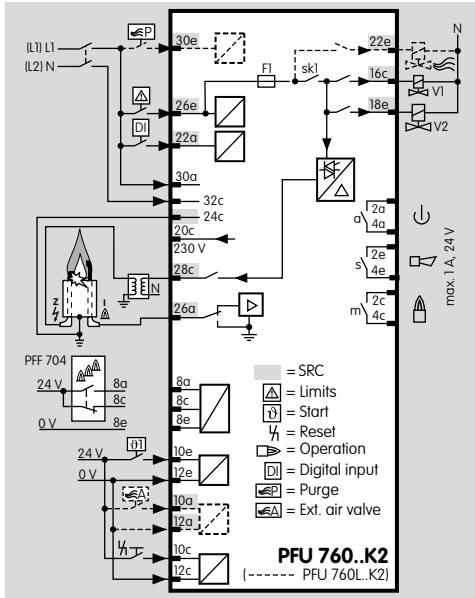 N
(L1) L1
P
30e
22e
(L2) N
F1
sk1
16c
V1
26e
18e
V2
DI
22a
30a
32c
24c
20c
230 V
28c
N
26a
Z
I
a
2a
4a
s
2e
4e
m
2c
4c
max. 1 A, 24 V
PFF 704
24 V
8a
8c
0 V
8e
8a
8c
8e
ϑ1
24 V
10e
0 V
12e
A
10a
12a
10c
12c
= SRC
= Limits
ϑ = Start
= Reset
= Operation
DI = Digital input
P = Purge
A = Ext. air valve
PFU 760..K2
(------ PFU 760L..K2)